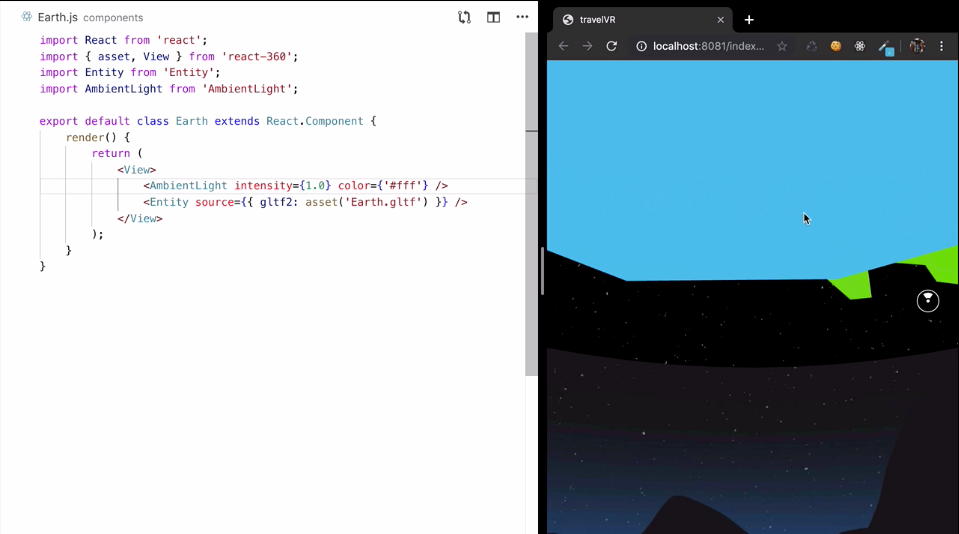 Earth.js components
import React from 'react';
import { asset, View } from 'react-360';
import Entity from 'Entity';
import AmbientLight from 'AmbientLight';
export default class Earth extends React.Component {
render() {
return (
<View>
<AmbientLight intensity={1.0} color={'#fff'} />
<Entity source={{ gltf2: asset('Earth.gltf') }} />
</View>
);
}
}
travelVR
localhost:8081/index...